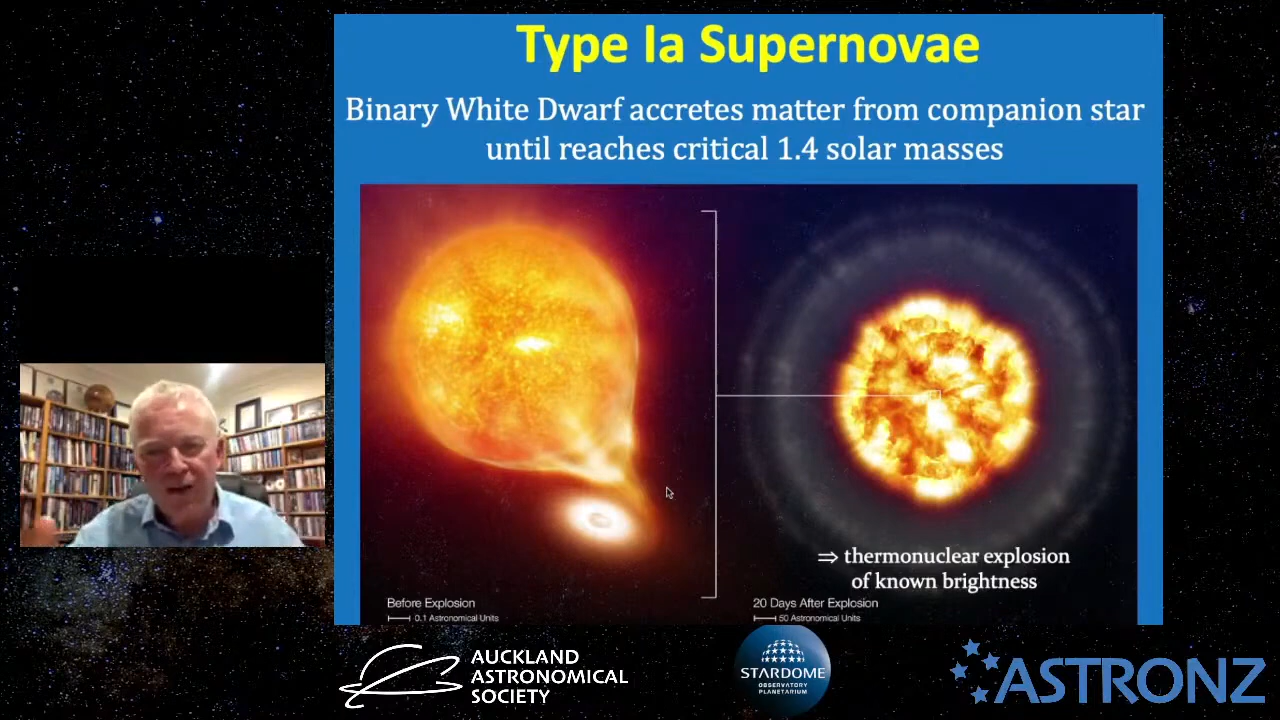 Type Ia Supernovae
Binary White Dwarf accretes matter from companion star
until reaches critical 1.4 solar masses
⇒ thermonuclear explosion
of known brightness
Before Explosion
0.1 Astronomical Units
20 Days After Explosion
50 Astronomical Units
AUCKLAND
ASTRONOMICAL
SOCIETY
STARDOME
OBSERVATORY
PLANETARIUM
ASTRONZ